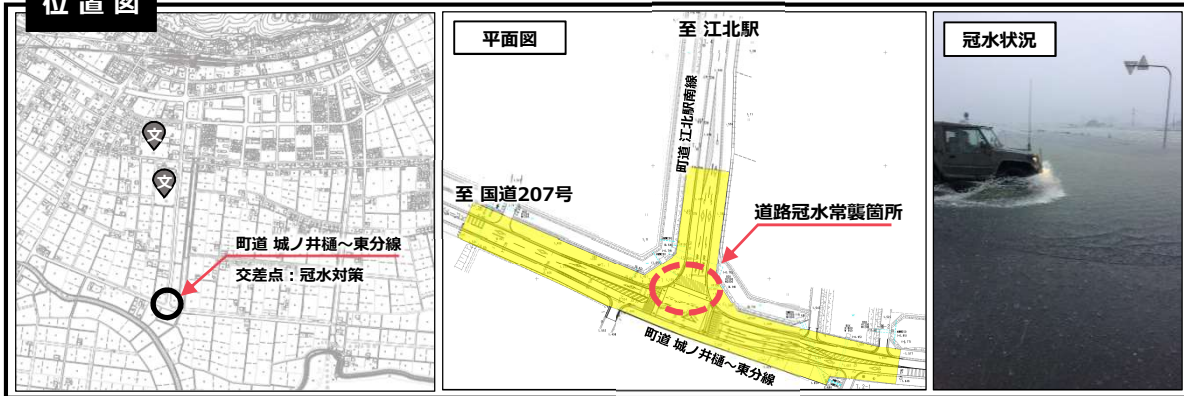 位置図
文
文
町道 城ノ井樋～東分線
交差点：冠水対策
平面図
至 江北駅
町道 江北駅南線
至 国道207号
道路冠水常襲箇所
町道 城ノ井樋～東分線
冠水状況